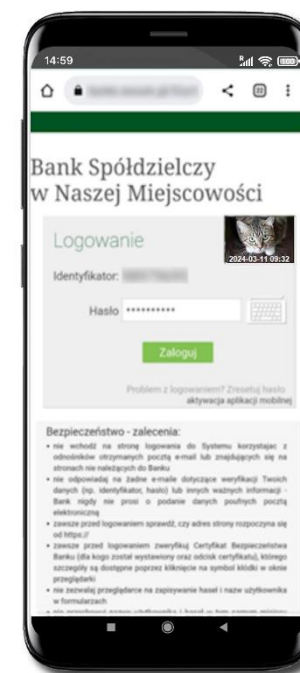 14:59
Bank Spółdzielczy
w Naszej Miejscowości
Logowanie
2024-03-11 09:32
Identyfikator:
Hasło **********
Zaloguj
Problem z logowaniem? Zresetuj hasło
aktywacja aplikacji mobilnej
Bezpieczeństwo - zalecenia:
• nie wchodź na stronę logowania do Systemu korzystając z
odnośników otrzymanych pocztą e-mail lub znajdujących się na
stronach nie należących do Banku
• nie odpowiadaj na żadne e-maile dotyczące weryfikacji Twoich
danych (np. identyfikator, hasło) lub innych ważnych informacji -
Bank nigdy nie prosi o podanie danych poufnych pocztą
elektroniczną
• zawsze przed logowaniem sprawdź, czy adres strony rozpoczyna się
od https://
• zawsze przed logowaniem zweryfikuj Certyfikat Bezpieczeństwa
Banku (dla kogo został wystawiony oraz odcisk certyfikatu), którego
szczegóły są dostępne poprzez kliknięcie na symbol kłódki w oknie
przeglądarki
• nie zezwalaj przeglądarce na zapisywanie haseł i nazw użytkownika
w formularzach